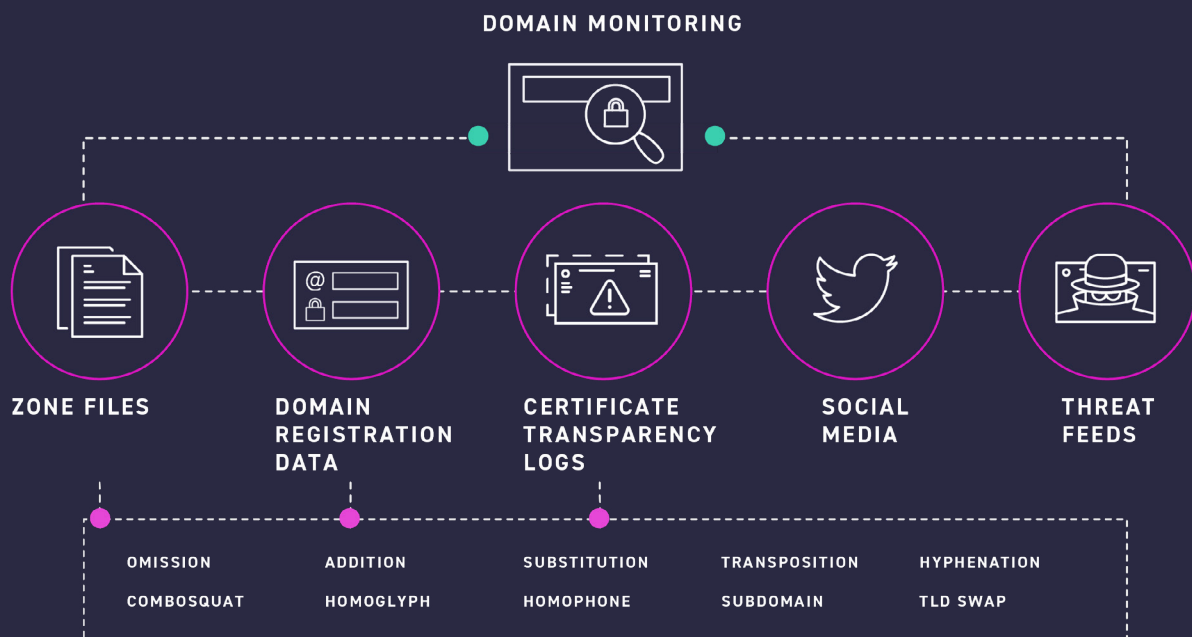 DOMAIN MONITORING
@
ZONE FILES
DOMAIN
REGISTRATION
DATA
CERTIFICATE
TRANSPARENCY
LOGS
SOCIAL
MEDIA
THREAT
FEEDS
OMISSION
ADDITION
SUBSTITUTION
TRANSPOSITION
HYPHENATION
COMBOSQUAT
HOMOGLYPH
HOMOPHONE
SUBDOMAIN
TLD SWAP